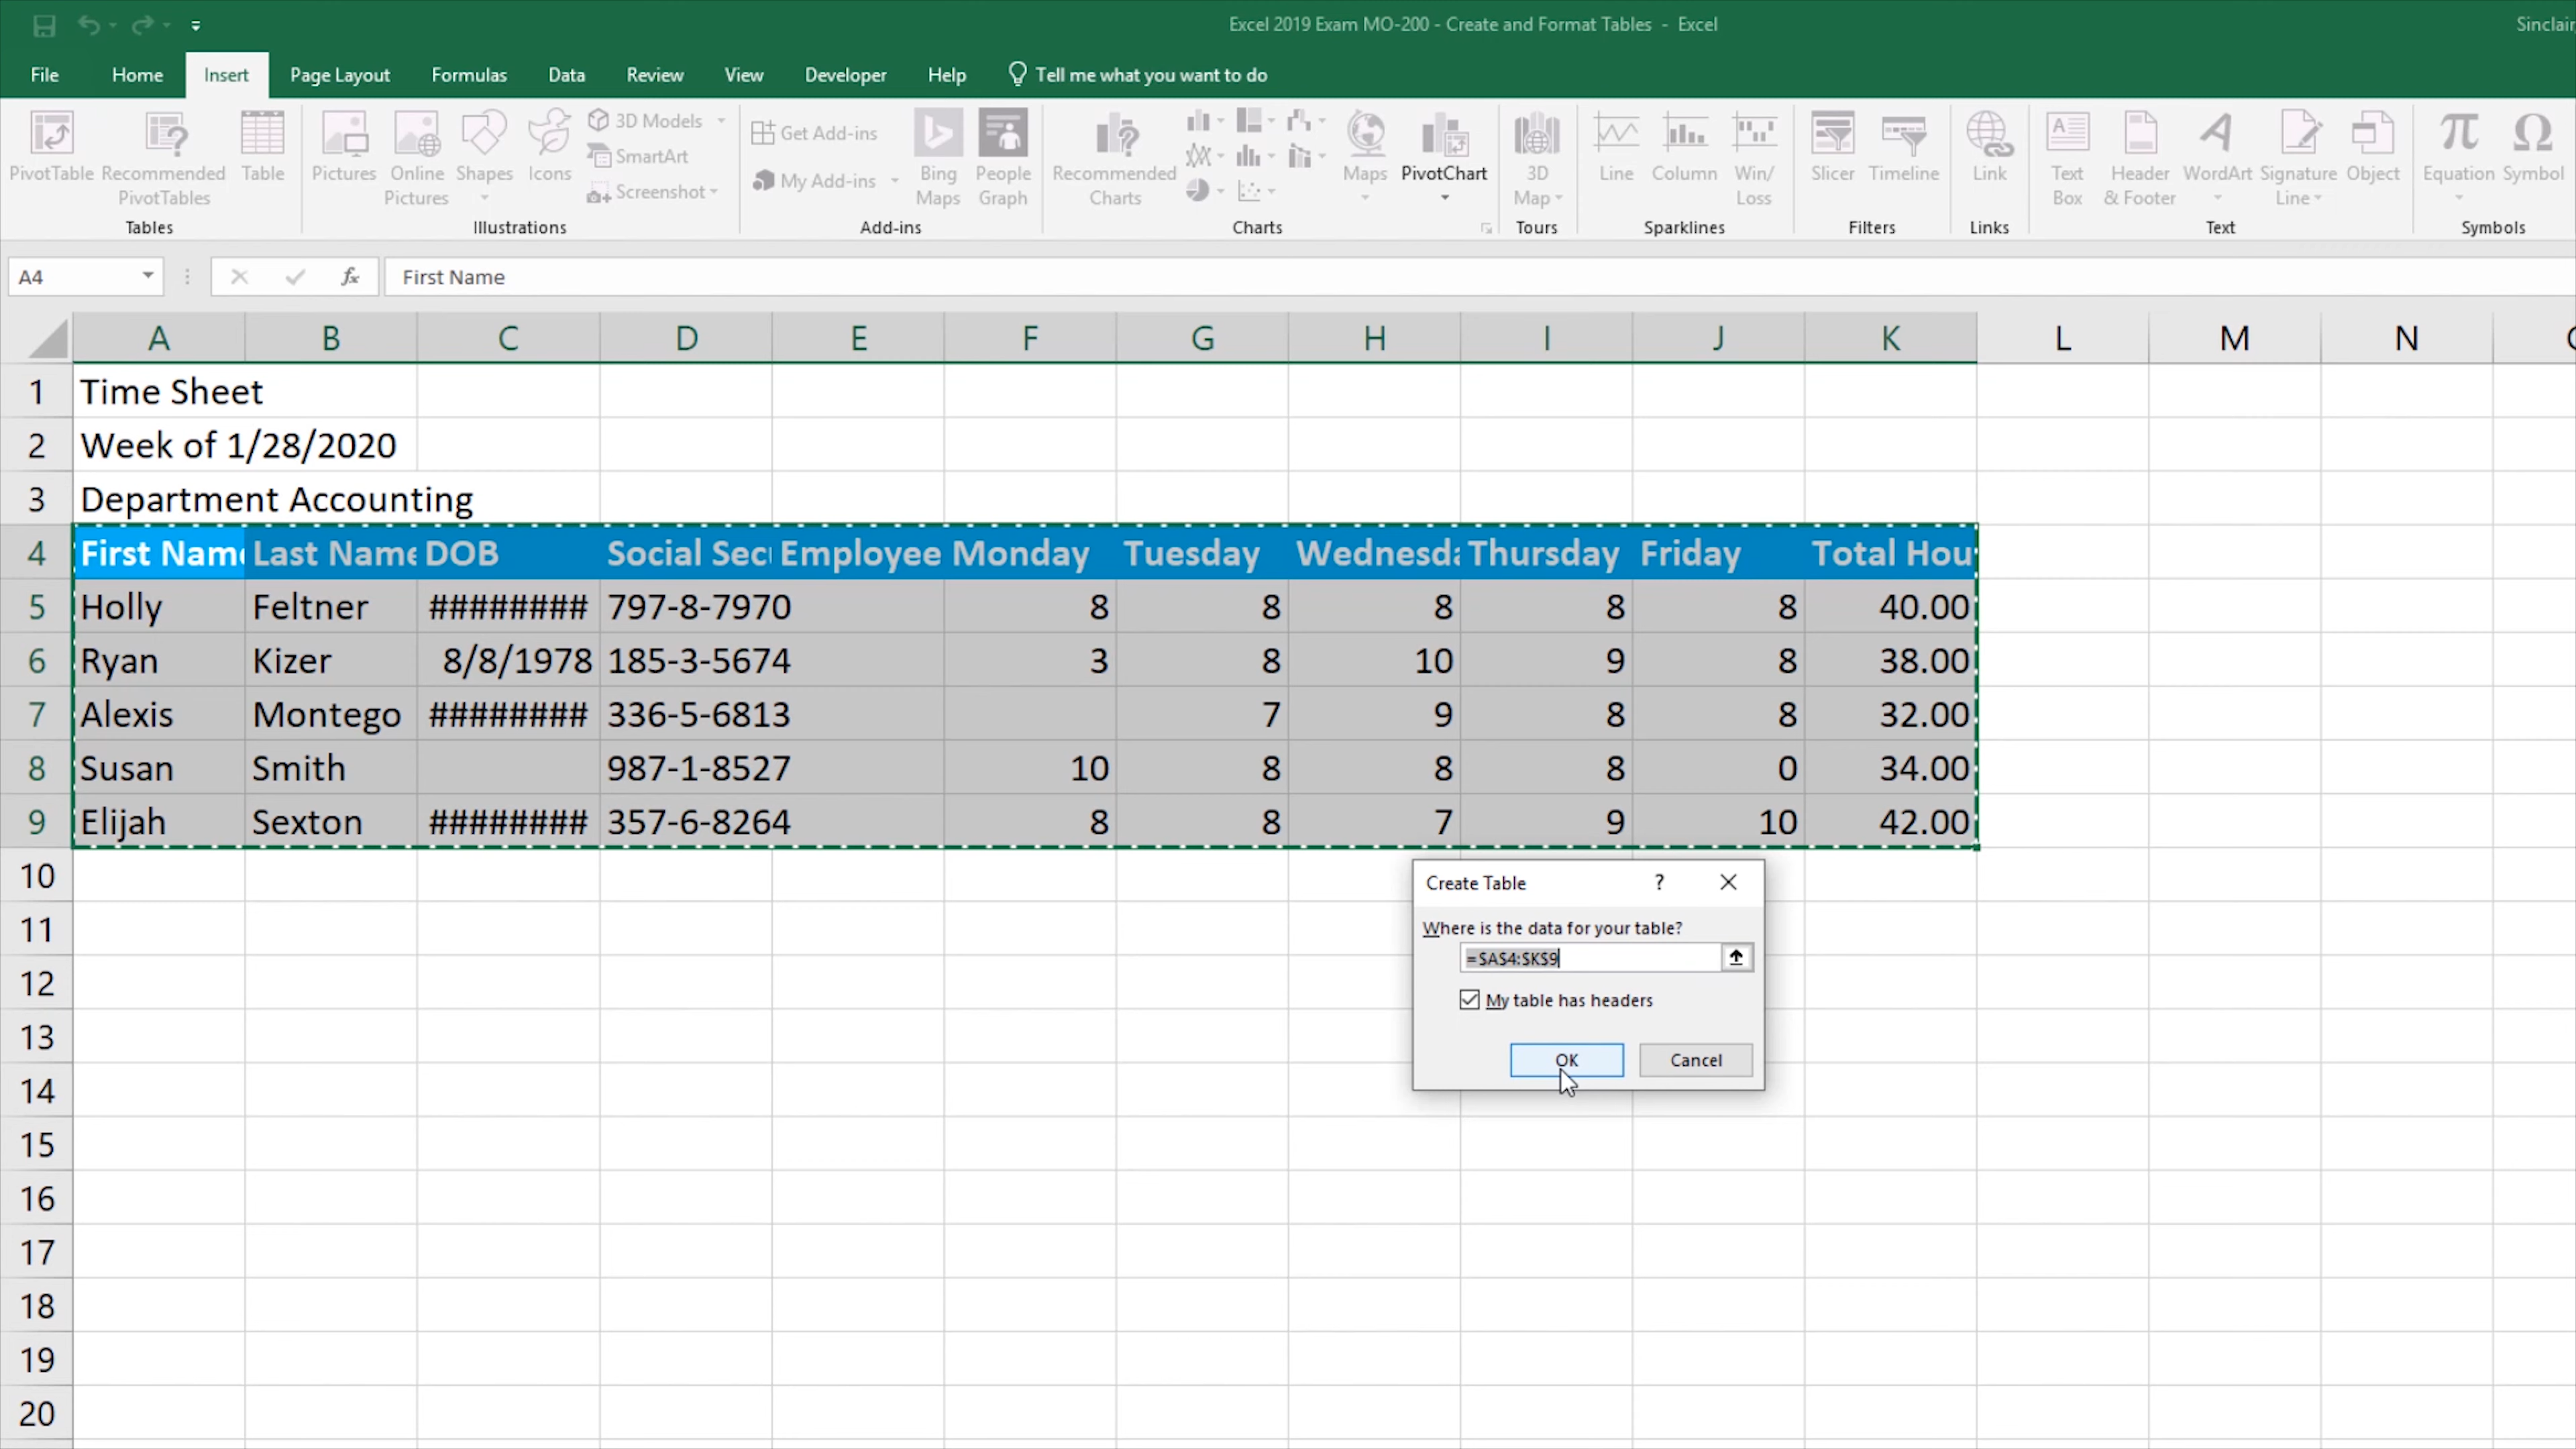 Excel 2019 Exam MO-200 - Create and Format Tables - Excel
Sinclair
File Home Insert Page Layout Formulas Data Review View Developer Help Tell me what you want to do
PivotTable Recommended PivotTables Table
Pictures Online Pictures Shapes Icons 3D Models SmartArt Screenshot
Get Add-ins My Add-ins Bing Maps People Graph
Recommended Charts Maps PivotChart
3D Map Line Column Win/ Loss
Slicer Timeline Link
Text Box Header & Footer WordArt Signature Line Object
π Equation Ω Symbol
Tables Illustrations Add-ins Charts Tours Sparklines Filters Links Text Symbols
A4 fx First Name
A B C D E F G H I J K L M N
1 Time Sheet
2 Week of 1/28/2020
3 Department Accounting
4 First Name Last Name DOB Social Secu Employee Monday Tuesday Wednesda Thursday Friday Total Hou
5 Holly Feltner ######## 797-8-7970 8 8 8 8 8 40.00
6 Ryan Kizer 8/8/1978 185-3-5674 3 8 10 9 8 38.00
7 Alexis Montego ######## 336-5-6813 7 9 8 8 32.00
8 Susan Smith 987-1-8527 10 8 8 8 0 34.00
9 Elijah Sexton ######## 357-6-8264 8 8 7 9 10 42.00
10
Create Table ?
11
Where is the data for your table?
=$A$4:$K$9
12
My table has headers
13
OK Cancel
14
15
16
17
18
19
20